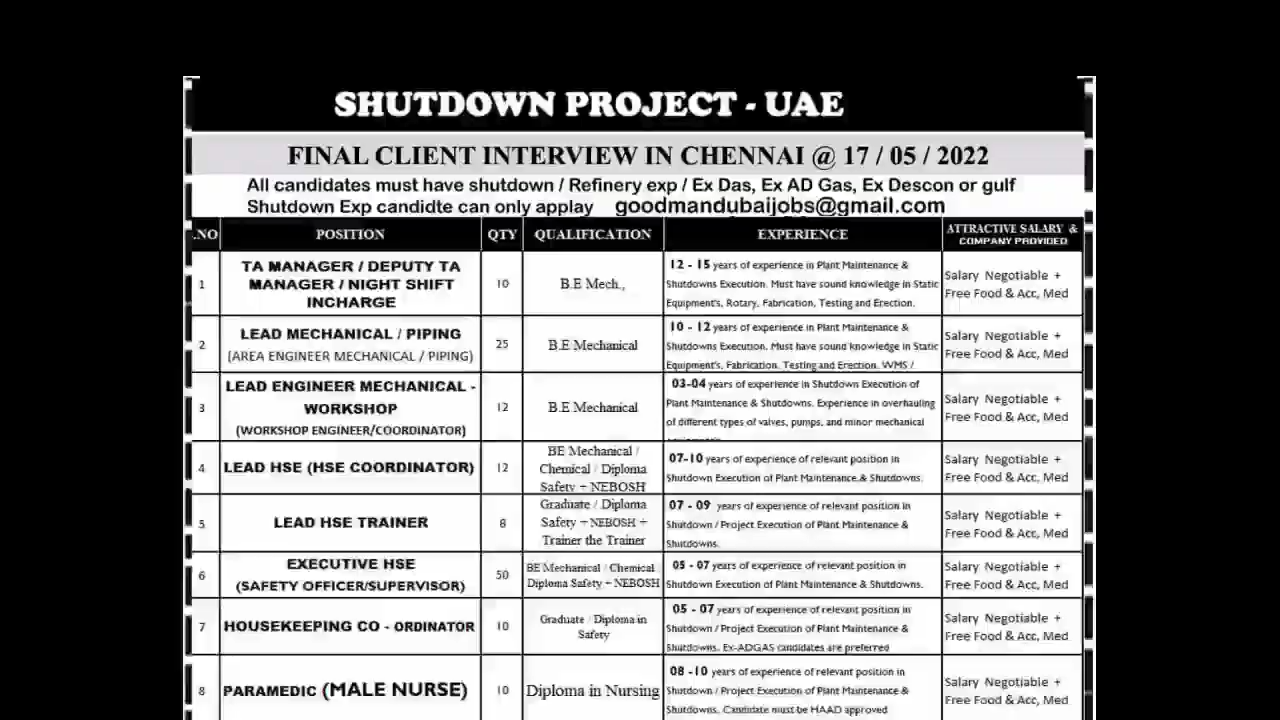 SHUTDOWN PROJECT - UAE
FINAL CLIENT INTERVIEW IN CHENNAI @ 17 / 05 / 2022
All candidates must have shutdown / Refinery exp / Ex Das, Ex AD Gas, Ex Descon or gulf
Shutdown Exp candidte can only applay goodmandubaijobs@gmail.com
.NO POSITION QTY QUALIFICATION EXPERIENCE ATTRACTIVE SALARY & COMPANY PROVIDED
1
TA MANAGER / DEPUTY TA
MANAGER / NIGHT SHIFT
INCHARGE
10
B.E Mech.,
12 - 15 years of experience in Plant Maintenance &
Shutdowns Execution. Must have sound knowledge in Static
Equipment's, Rotary, Fabrication, Testing and Erection.
Salary Negotiable +
Free Food & Acc, Med
2
LEAD MECHANICAL / PIPING
(AREA ENGINEER MECHANICAL / PIPING)
25
B.E Mechanical
10 - 12 years of experience in Plant Maintenance &
Shutdowns Execution. Must have sound knowledge in Static
Equipment's, Fabrication, Testing and Erection. WMS /
Salary Negotiable +
Free Food & Acc, Med
3
LEAD ENGINEER MECHANICAL -
WORKSHOP
(WORKSHOP ENGINEER/COORDINATOR)
12
B.E Mechanical
03-04 years of experience in Shutdown Execution of
Plant Maintenance & Shutdowns. Experience in overhauling
of different types of valves, pumps, and minor mechanical
Salary Negotiable +
Free Food & Acc, Med
4
LEAD HSE (HSE COORDINATOR)
12
BE Mechanical /
Chemical / Diploma
Safety + NEBOSH
07-10 years of experience of relevant position in
Shutdown Execution of Plant Maintenance & Shutdowns.
Salary Negotiable +
Free Food & Acc, Med
5
LEAD HSE TRAINER
8
Graduate / Diploma
Safety + NEBOSH +
Trainer the Trainer
07 - 09 years of experience of relevant position in
Shutdown / Project Execution of Plant Maintenance &
Shutdowns.
Salary Negotiable +
Free Food & Acc, Med
6
EXECUTIVE HSE
(SAFETY OFFICER/SUPERVISOR)
50
BE Mechanical / Chemical
Diploma Safety + NEBOSH
05 - 07 years of experience of relevant position in
Shutdown Execution of Plant Maintenance & Shutdowns.
Salary Negotiable +
Free Food & Acc, Med
7
HOUSEKEEPING CO - ORDINATOR
10
Graduate / Diploma in
Safety
05 - 07 years of experience of relevant position in
Shutdown / Project Execution of Plant Maintenance &
Shutdowns. Ex-ADGAS candidates are preferred
Salary Negotiable +
Free Food & Acc, Med
8
PARAMEDIC (MALE NURSE)
10
Diploma in Nursing
08 -10 years of experience of relevant position in
Shutdown / Project Execution of Plant Maintenance &
Shutdowns. Candidate must be HAAD approved
Salary Negotiable +
Free Food & Acc, Med